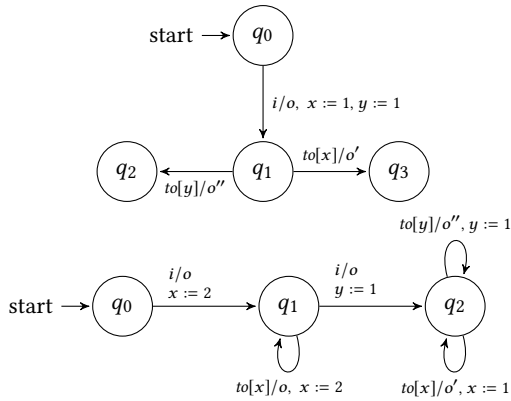 start q0
i/o, x := 1, y := 1
q2 to[y]/o′′ q1 to[x]/o′ q3
to[y]/o′′, y := 1
start q0 i/o x := 2 q1 i/o y := 1 q2
to[x]/o, x := 2 to[x]/o′, x := 1